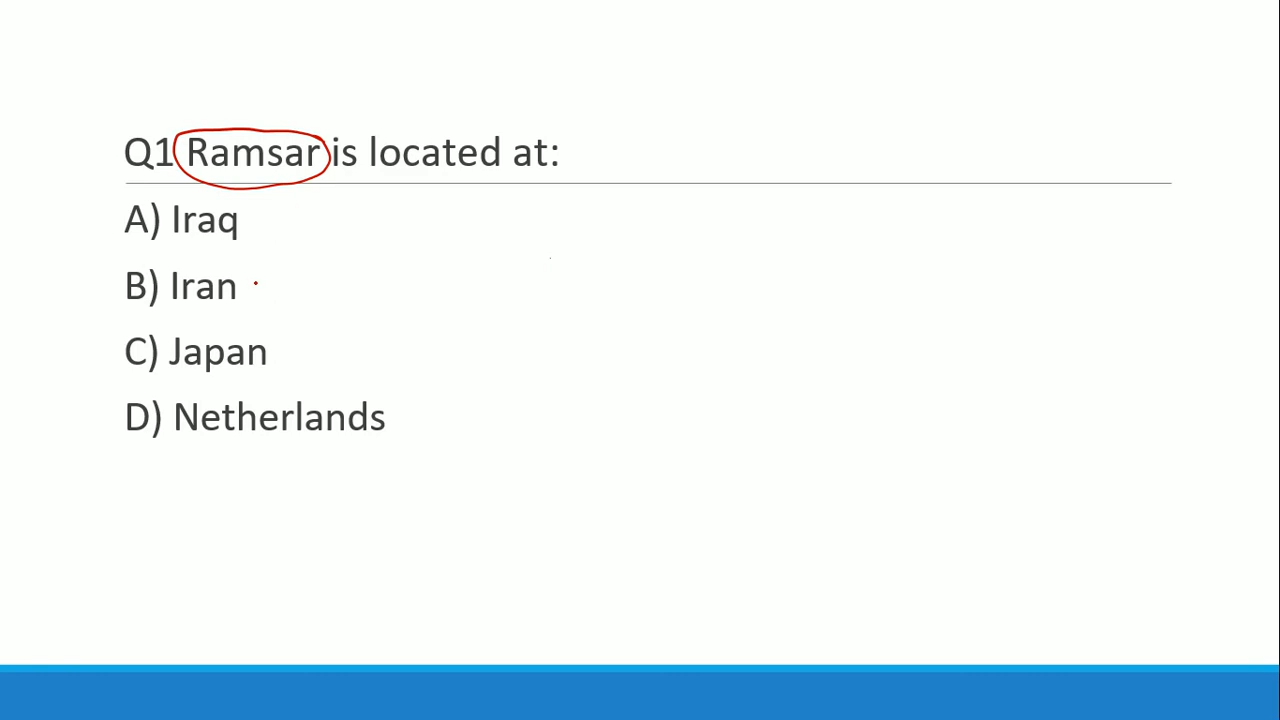 Q1 Ramsar is located at:
A) Iraq
B) Iran
C) Japan
D) Netherlands